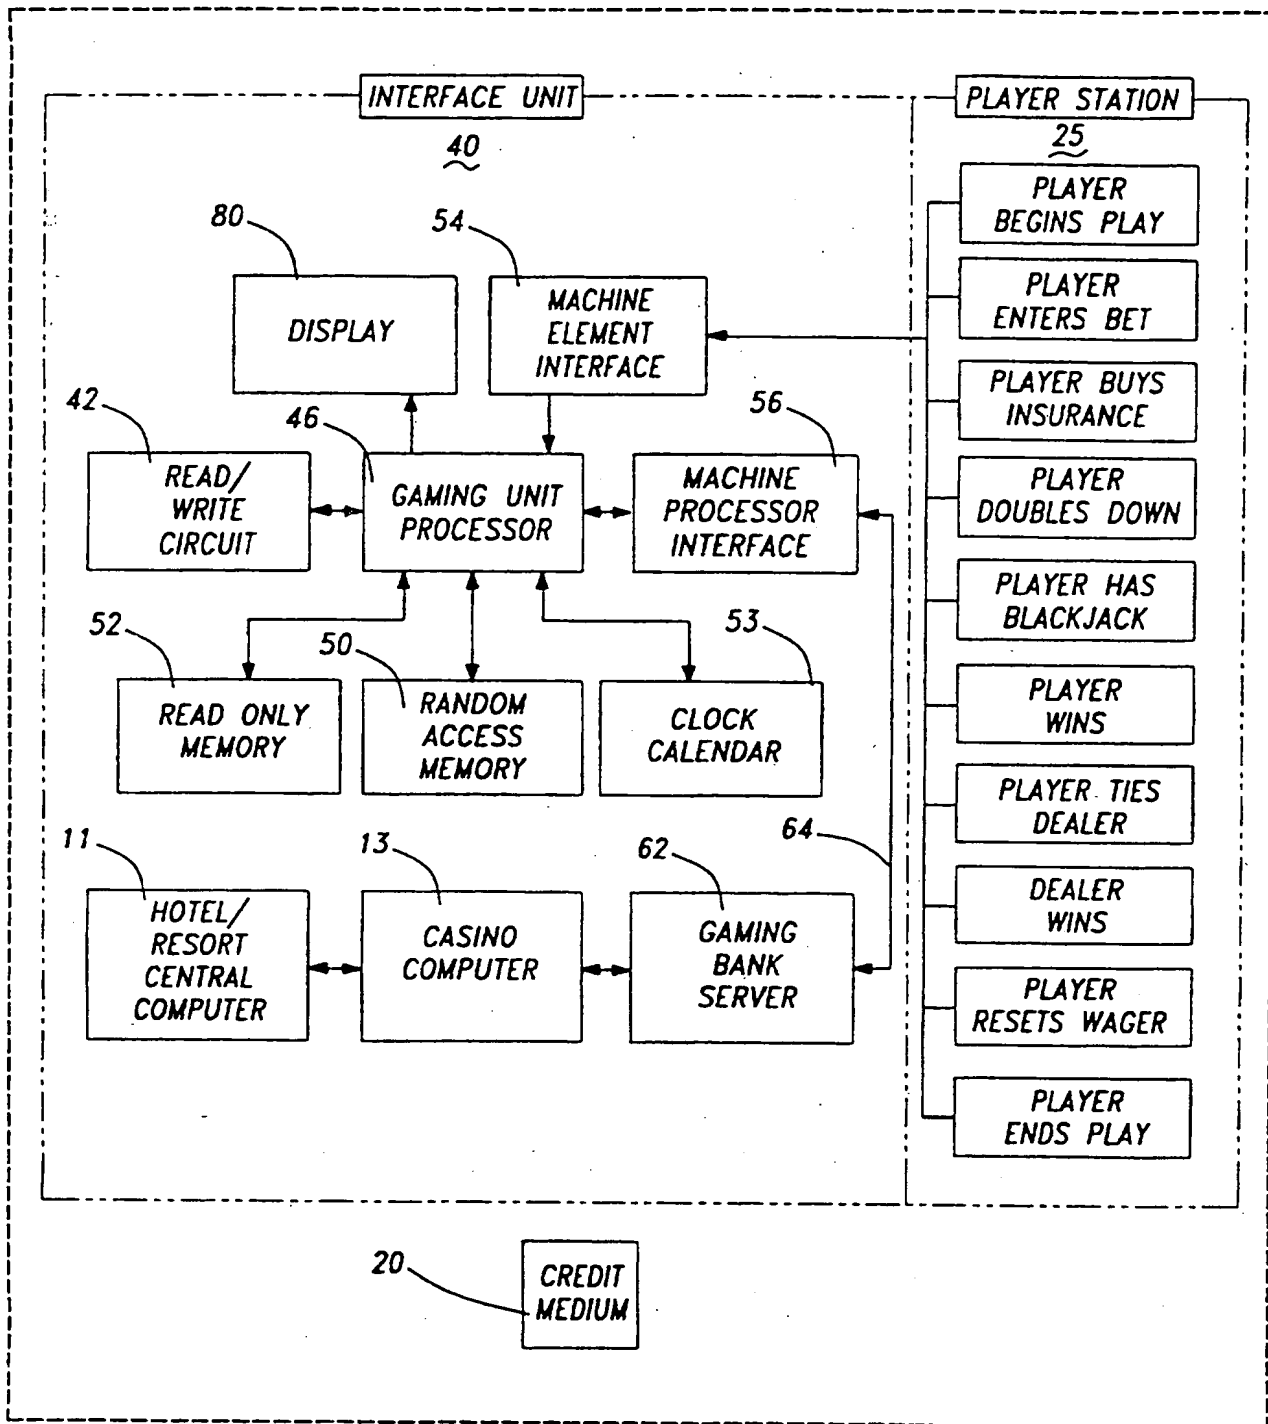 INTERFACE UNIT
40
PLAYER STATION
25
80
DISPLAY
54
MACHINE
ELEMENT
INTERFACE
42
READ/
WRITE
CIRCUIT
46
GAMING UNIT
PROCESSOR
56
MACHINE
PROCESSOR
INTERFACE
52
READ ONLY
MEMORY
50
RANDOM
ACCESS
MEMORY
53
CLOCK
CALENDAR
11
HOTEL/
RESORT
CENTRAL
COMPUTER
13
CASINO
COMPUTER
62
GAMING
BANK
SERVER
64
PLAYER
BEGINS PLAY
PLAYER
ENTERS BET
PLAYER BUYS
INSURANCE
PLAYER
DOUBLES DOWN
PLAYER HAS
BLACKJACK
PLAYER
WINS
PLAYER TIES
DEALER
DEALER
WINS
PLAYER
RESETS WAGER
PLAYER
ENDS PLAY
20
CREDIT
MEDIUM